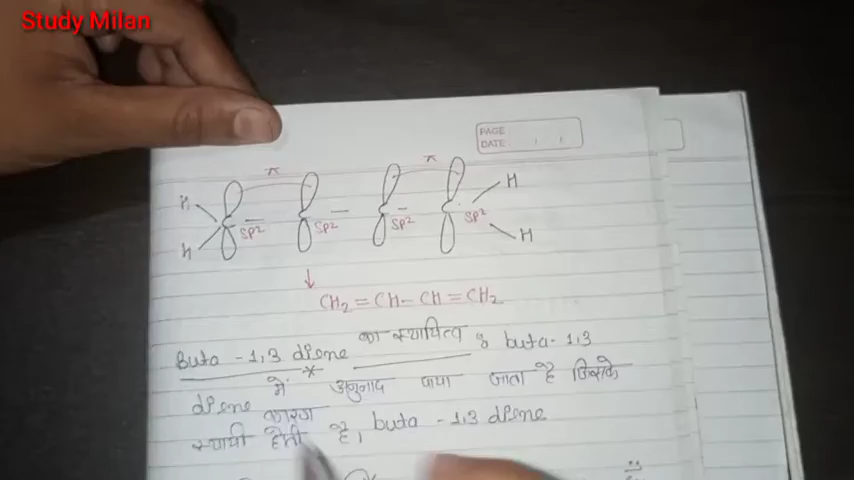 Study Milan
PAGE
DATE
π π
H H
SP2 SP2 SP2 SP2
H H
CH2 = CH - CH = CH2
Buta - 1,3 diene का स्थायित्व : buta - 1,3
diene में अनुनाद पाया जाता है जिसके
कारण
स्थायी होती है, buta - 1,3 diene